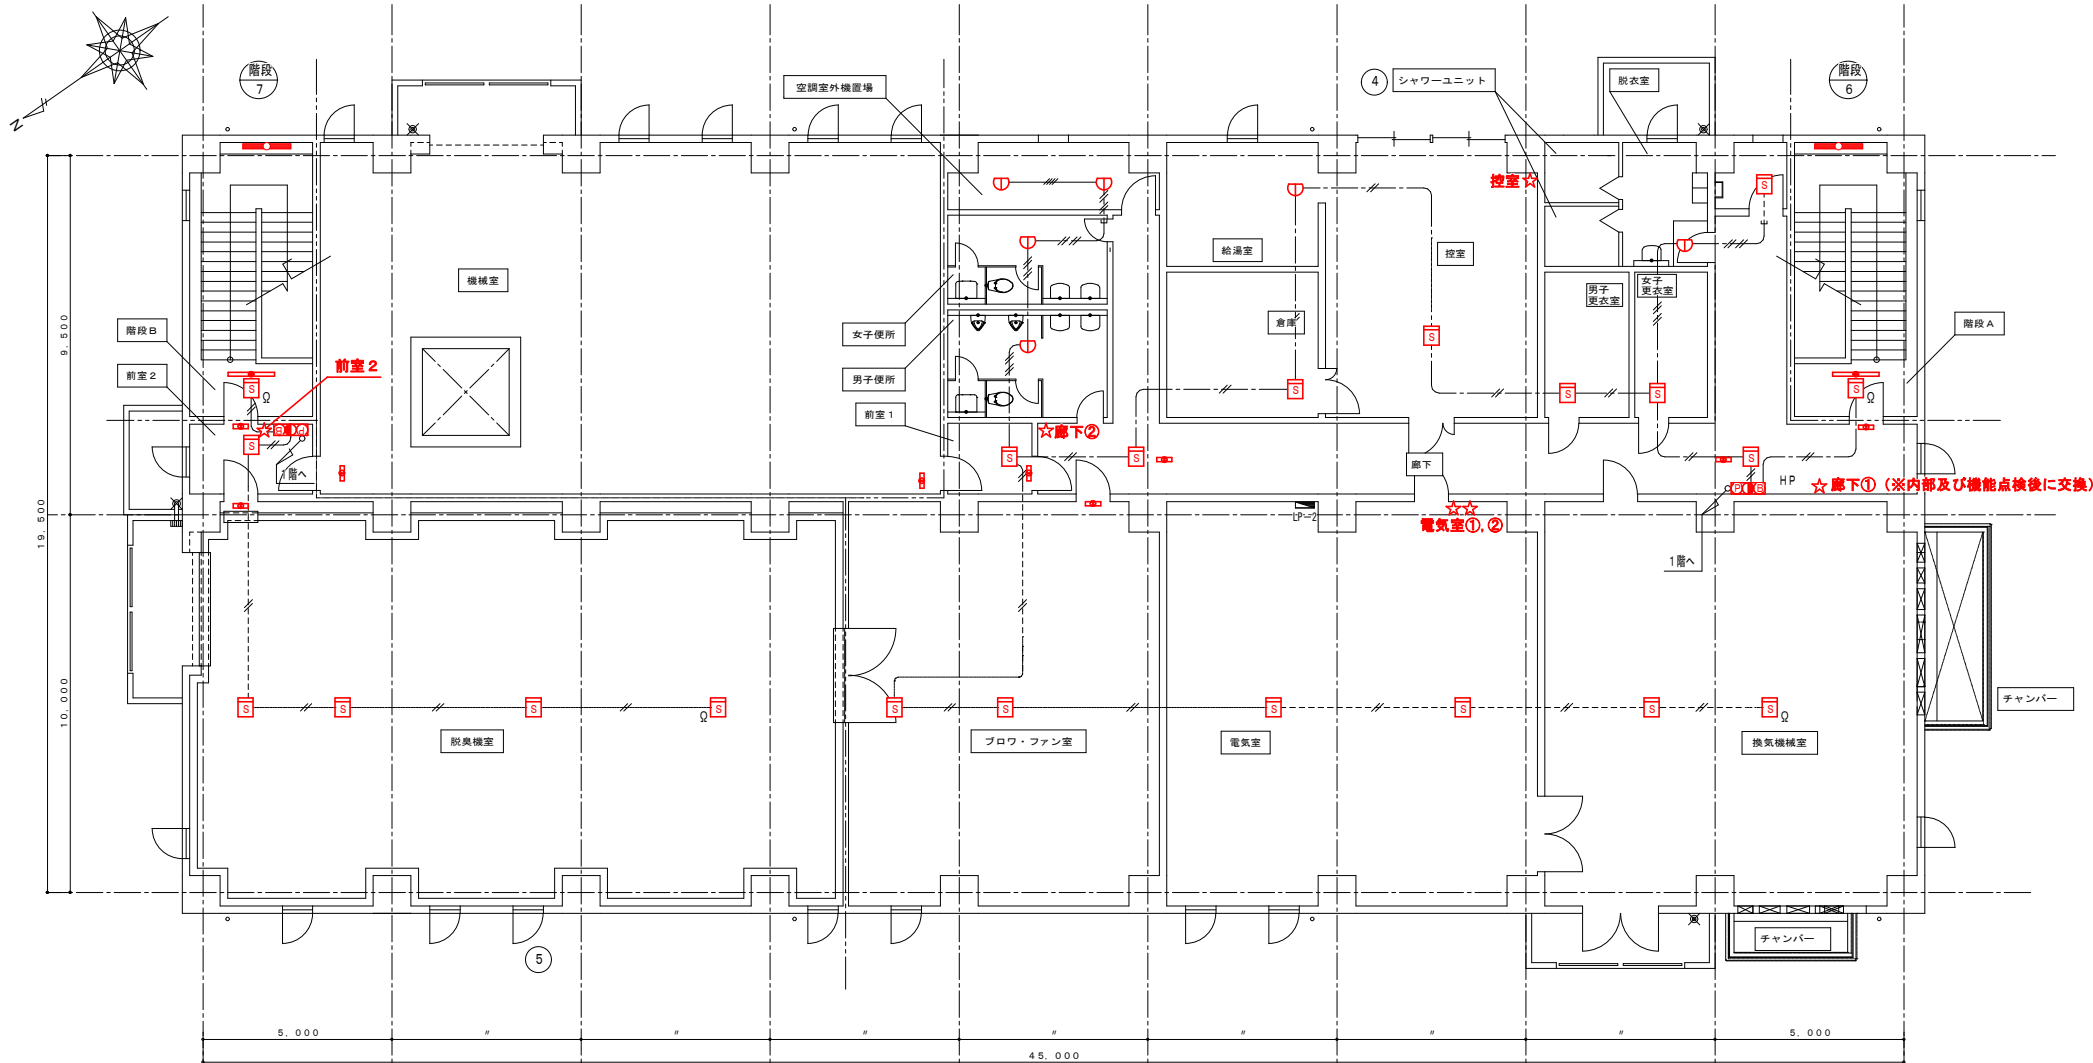 N
階段
7
階段
6
空調室外機置場
4
シャワーユニット
脱衣室
控室☆
9,500
19,500
10,000
機械室
給湯室
控室
男子
更衣室
女子
更衣室
倉庫
階段B
前室2
前室2
女子便所
男子便所
前室1
階段A
S
S
S
S
S
S
S
S
Ω
Ω
☆
☆廊下②
1階へ
廊下
S
S
S
S
HP
P
B
☆ 廊下①(※内部及び機能点検後に交換)
LP-2
☆☆
電気室①,②
1階へ
S
S
S
S
S
S
S
S
S
S
Ω
Ω
チャンバー
脱臭機室
ブロワ・ファン室
電気室
換気機械室
チャンバー
5
5,000
〃
〃
〃
〃
〃
〃
〃
5,000
45,000